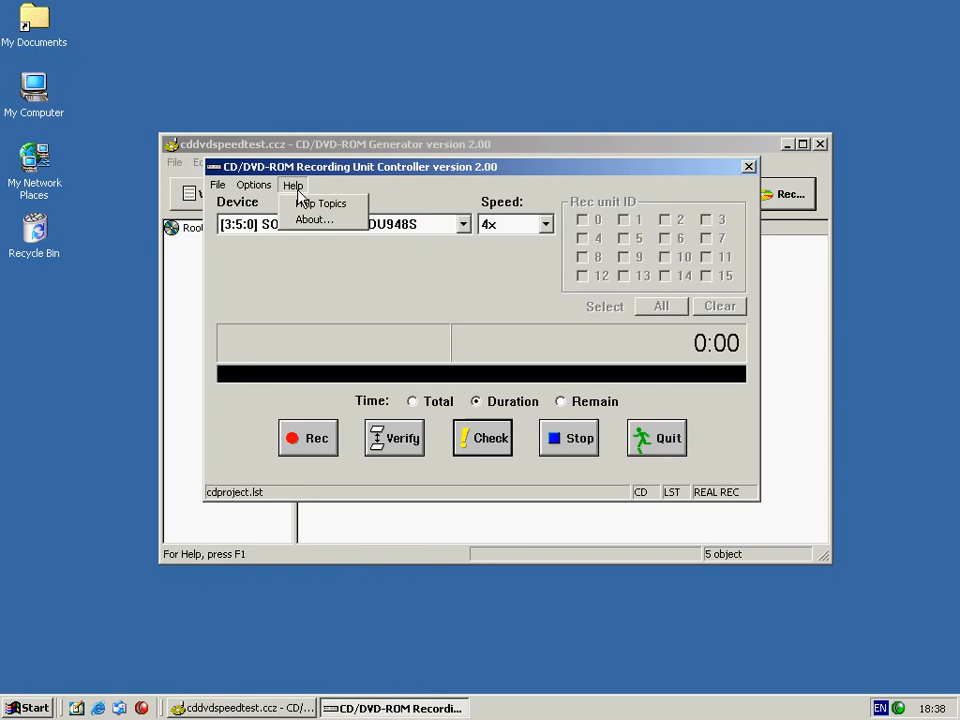 My Documents
My Computer
My Network
Places
Recycle Bin
cddvdspeedtest.ccz - CD/DVD-ROM Generator version 2.00
File
CD/DVD-ROM Recording Unit Controller version 2.00
File Options Help
Help Topics
About...
Device
Speed:
Rec unit ID
[3:5:0] SO
DU948S
4x
0 1 2 3
4 5 6 7
8 9 10 11
12 13 14 15
Select All Clear
Rec...
Root
0:00
Time: Total Duration Remain
Rec Verify Check Stop Quit
cdproject.lst
CD LST REAL REC
For Help, press F1
5 object
Start
cddvdspeedtest.ccz - CD/...
CD/DVD-ROM Recordi...
EN
18:38